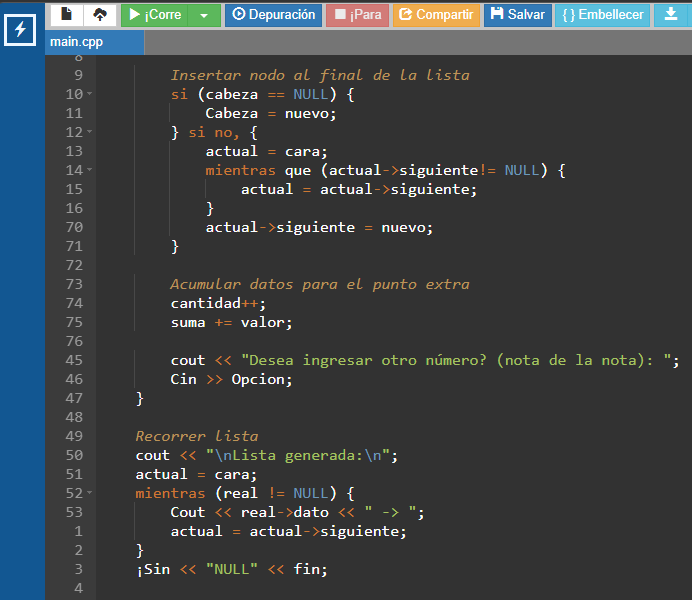 ¡Corre
Depuración
¡Para
Compartir
Salvar
{ } Embellecer
main.cpp
8
9 Insertar nodo al final de la lista
10 si (cabeza == NULL) {
11 Cabeza = nuevo;
12 } si no, {
13 actual = cara;
14 mientras que (actual->siguiente!= NULL) {
15 actual = actual->siguiente;
16 }
70 actual->siguiente = nuevo;
71 }
72
73 Acumular datos para el punto extra
74 cantidad++;
75 suma += valor;
76
45 cout << "Desea ingresar otro número? (nota de la nota): ";
46 Cin >> Opcion;
47 }
48
49 Recorrer lista
50 cout << "\nLista generada:\n";
51 actual = cara;
52 mientras (real != NULL) {
53 Cout << real->dato << " -> ";
1 actual = actual->siguiente;
2 }
3 ¡Sin << "NULL" << fin;
4